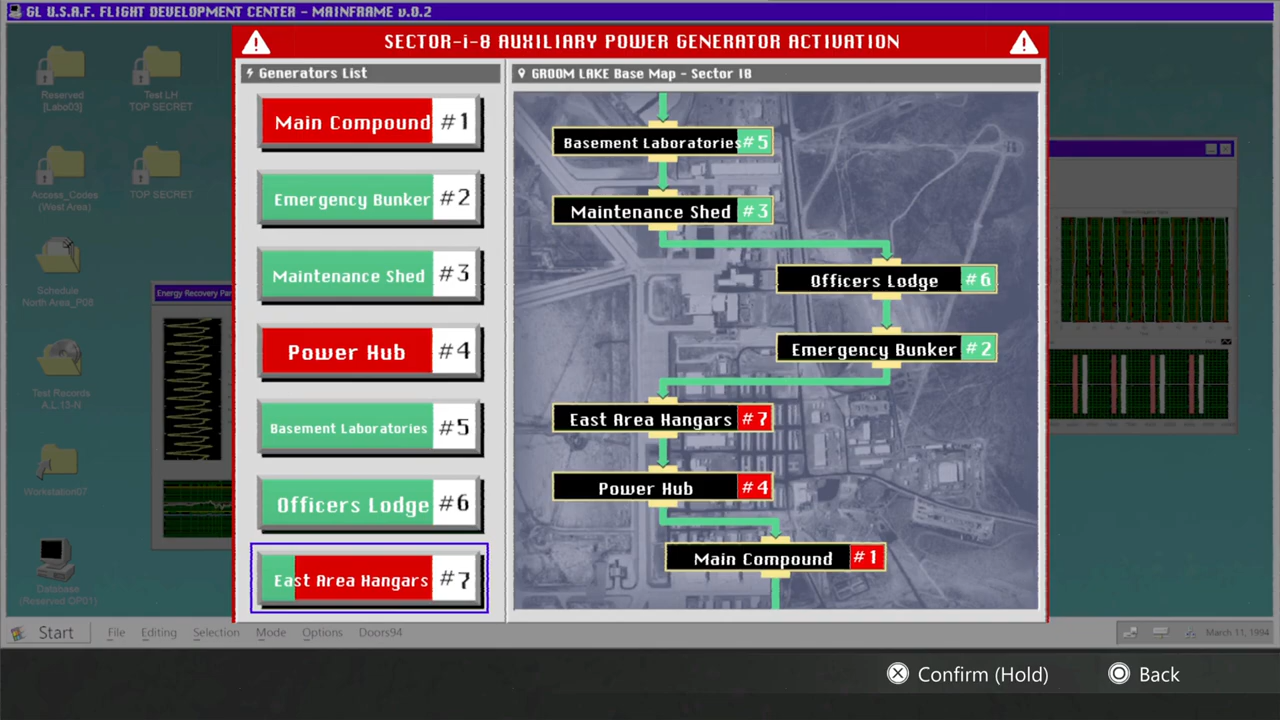 GL U.S.A.F. FLIGHT DEVELOPMENT CENTER - MAINFRAME v.0.2
SECTOR-i-8 AUXILIARY POWER GENERATOR ACTIVATION
Generators List
Main Compound #1
Emergency Bunker #2
Maintenance Shed #3
Power Hub #4
Basement Laboratories #5
Officers Lodge #6
East Area Hangars #7
GROOM LAKE Base Map - Sector 18
Basement Laboratories #5
Maintenance Shed #3
Officers Lodge #6
Emergency Bunker #2
East Area Hangars #7
Power Hub #4
Main Compound #1
Reserved
[Labo03]
Test LH
TOP SECRET
Access_Codes
(West Area)
TOP SECRET
Schedule
North Area_P08
Test Records
A.L.13-N
Workstation07
Database
(Reserved OP01)
Energy Recovery
Start
File
Editing
Selection
Mode
Options
Doors94
March 11, 1994
Confirm (Hold)
Back